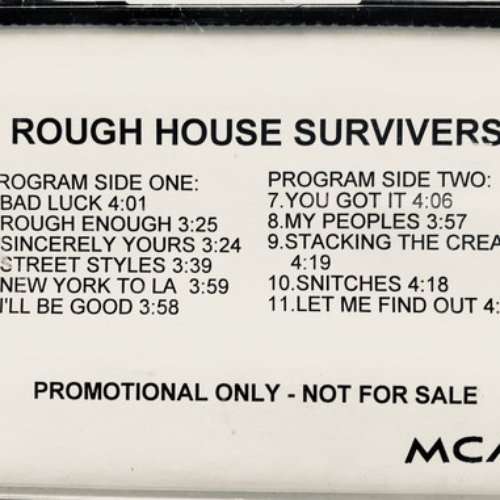 ROUGH HOUSE SURVIVERS
ROGRAM SIDE ONE:
BAD LUCK 4:01
ROUGH ENOUGH 3:25
SINCERELY YOURS 3:24
STREET STYLES 3:39
NEW YORK TO LA 3:59
I'LL BE GOOD 3:58
PROGRAM SIDE TWO:
7.YOU GOT IT 4:06
8.MY PEOPLES 3:57
9.STACKING THE CREA
4:19
10.SNITCHES 4:18
11.LET ME FIND OUT 4:
PROMOTIONAL ONLY - NOT FOR SALE
MCA